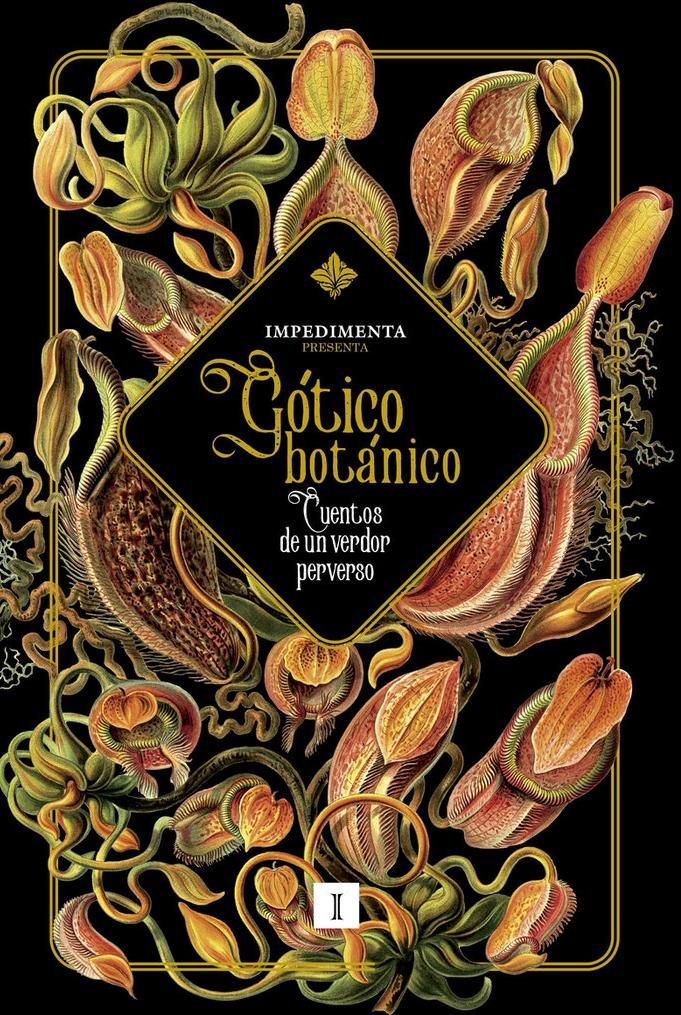 IMPEDIMENTA
PRESENTA
Gótico
botánico
Cuentos
de un verdor
perverso
I